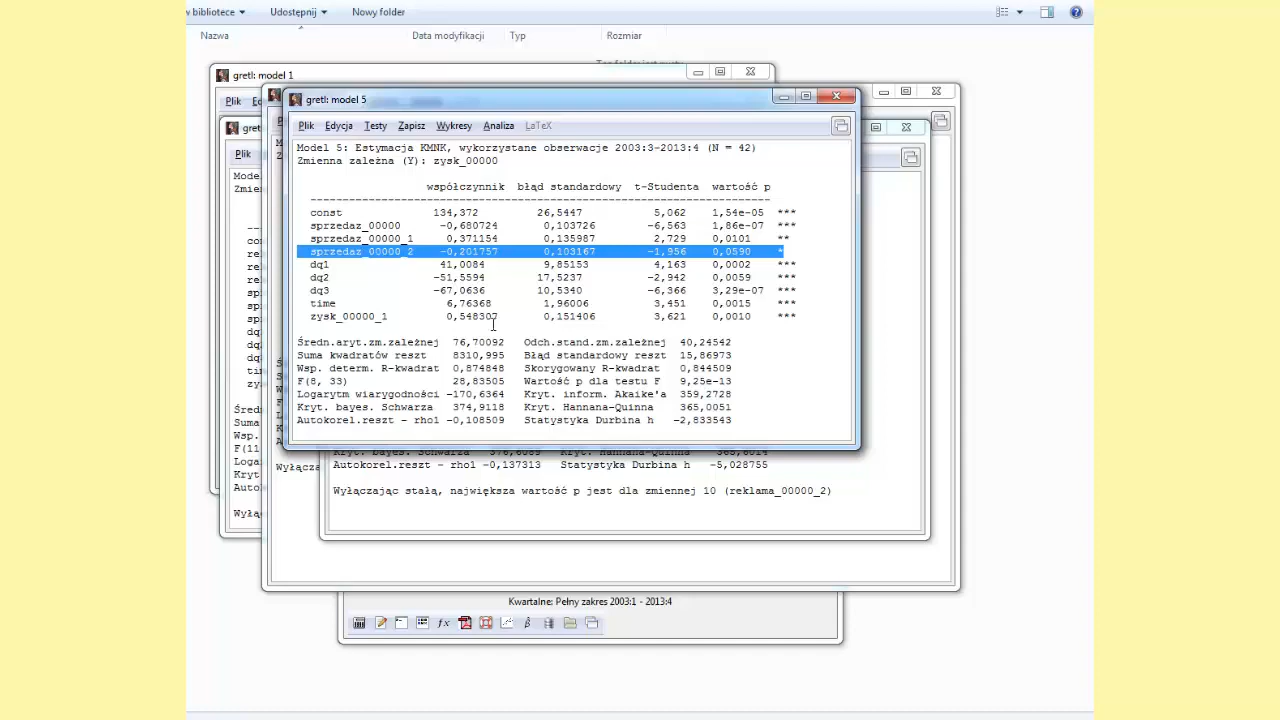 w bibliotece
Udostępnij
Nowy folder
Nazwa
Data modyfikacji
Typ
Rozmiar
gretl: model 1
gretl: model 5
Plik
Plik Edycja Testy Zapisz Wykresy Analiza LaTeX
Model 5: Estymacja KMNK, wykorzystane obserwacje 2003:3-2013:4 (N = 42)
Zmienna zależna (Y): zysk_00000
współczynnik błąd standardowy t-Studenta wartość p
const 134,372 26,5447 5,062 1,54e-05 ***
sprzedaz_00000 -0,680724 0,103726 -6,563 1,86e-07 ***
sprzedaz_00000_1 0,371154 0,135987 2,729 0,0101 **
sprzedaz_00000_2 -0,201757 0,103167 -1,956 0,0590 *
dq1 41,0084 9,85153 4,163 0,0002 ***
dq2 -51,5594 17,5237 -2,942 0,0059 ***
dq3 -67,0636 10,5340 -6,366 3,29e-07 ***
time 6,76368 1,96006 3,451 0,0015 ***
zysk_00000_1 0,548307 0,151406 3,621 0,0010 ***
Średn.aryt.zm.zależnej 76,70092 Odch.stand.zm.zależnej 40,24542
Suma kwadratów reszt 8310,995 Błąd standardowy reszt 15,86973
Wsp. determ. R-kwadrat 0,874848 Skorygowany R-kwadrat 0,844509
F(8, 33) 28,83505 Wartość p dla testu F 9,25e-13
Logarytm wiarygodności -170,6364 Kryt. inform. Akaike'a 359,2728
Kryt. bayes. Schwarza 374,9118 Kryt. Hannana-Quinna 365,0051
Autokorel.reszt - rho1 -0,108509 Statystyka Durbina h -2,833543
Plik
Autokorel.reszt - rho1 -0,137313 Statystyka Durbina h -5,028755
Wyłączając stałą, największa wartość p jest dla zmiennej 10 (reklama_00000_2)
Kwartalne: Pełny zakres 2003:1 - 2013:4